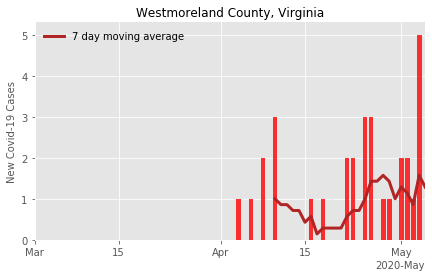 Westmoreland County, Virginia
7 day moving average
New Covid-19 Cases
5
4
3
2
1
0
Mar 15 Apr 15 May
2020-May